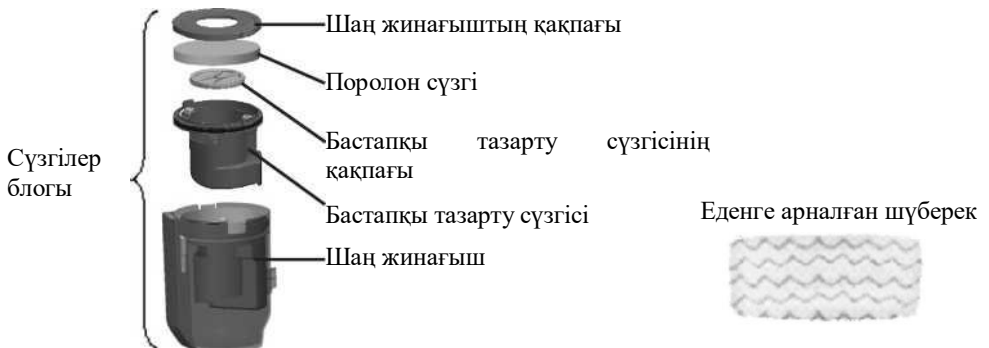 Шаң жинағыштың қақпағы
Поролон сүзгі
Бастапқы тазарту сүзгісінің
қақпағы
Сүзгілер
блогы
Бастапқы тазарту сүзгісі
Еденге арналған шүберек
Шаң жинағыш